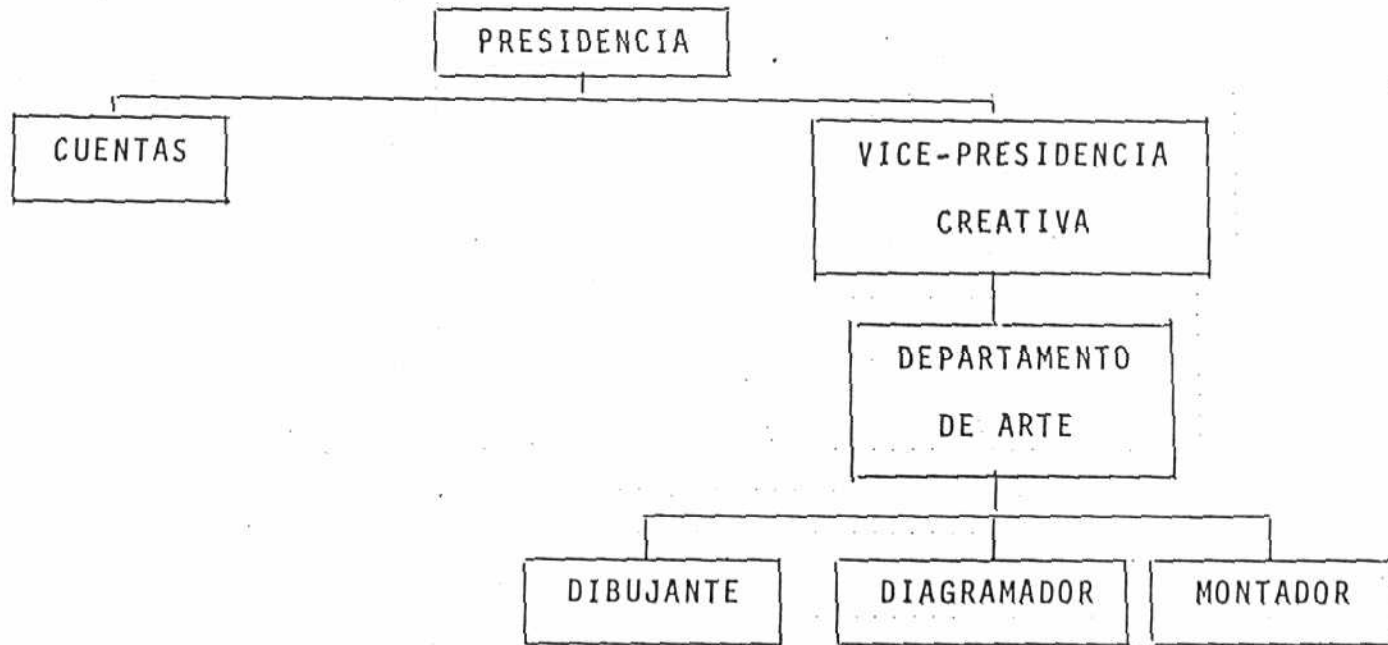 PRESIDENCIA
CUENTAS
VICE-PRESIDENCIA
CREATIVA
DEPARTAMENTO
DE ARTE
DIBUJANTE
DIAGRAMADOR
MONTADOR